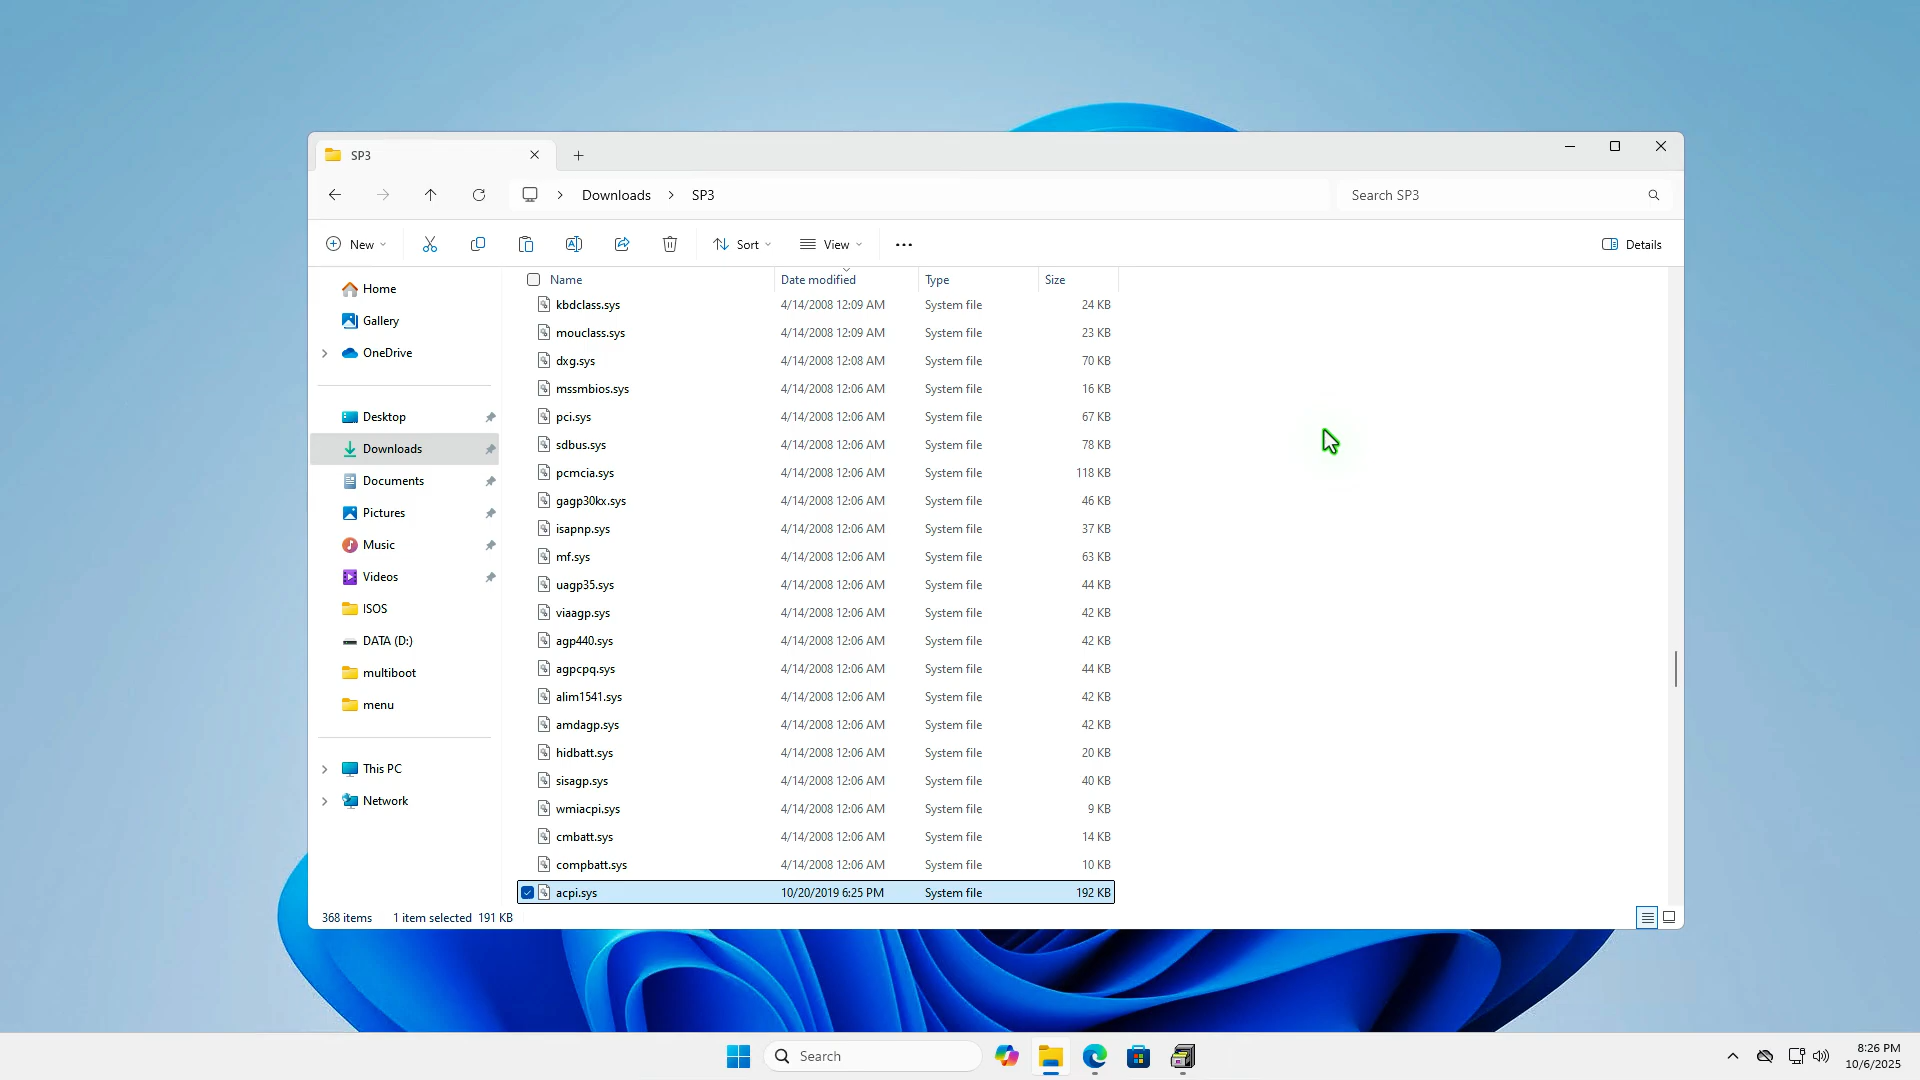 SP3
Downloads
SP3
Search SP3
New
Sort
View
Details
Home
Gallery
OneDrive
Desktop
Downloads
Documents
Pictures
Music
Videos
ISOS
DATA (D:)
multiboot
menu
This PC
Network
Name Date modified Type Size
kbdclass.sys 4/14/2008 12:09 AM System file 24 KB
mouclass.sys 4/14/2008 12:09 AM System file 23 KB
dxg.sys 4/14/2008 12:08 AM System file 70 KB
mssmbios.sys 4/14/2008 12:06 AM System file 16 KB
pci.sys 4/14/2008 12:06 AM System file 67 KB
sdbus.sys 4/14/2008 12:06 AM System file 78 KB
pcmcia.sys 4/14/2008 12:06 AM System file 118 KB
gagp30kx.sys 4/14/2008 12:06 AM System file 46 KB
isapnp.sys 4/14/2008 12:06 AM System file 37 KB
mf.sys 4/14/2008 12:06 AM System file 63 KB
uagp35.sys 4/14/2008 12:06 AM System file 44 KB
viaagp.sys 4/14/2008 12:06 AM System file 42 KB
agp440.sys 4/14/2008 12:06 AM System file 42 KB
agpcpq.sys 4/14/2008 12:06 AM System file 44 KB
alim1541.sys 4/14/2008 12:06 AM System file 42 KB
amdagp.sys 4/14/2008 12:06 AM System file 42 KB
hidbatt.sys 4/14/2008 12:06 AM System file 20 KB
sisagp.sys 4/14/2008 12:06 AM System file 40 KB
wmiacpi.sys 4/14/2008 12:06 AM System file 9 KB
cmbatt.sys 4/14/2008 12:06 AM System file 14 KB
compbatt.sys 4/14/2008 12:06 AM System file 10 KB
acpi.sys 10/20/2019 6:25 PM System file 192 KB
368 items 1 item selected 191 KB
Search
8:26 PM
10/6/2025